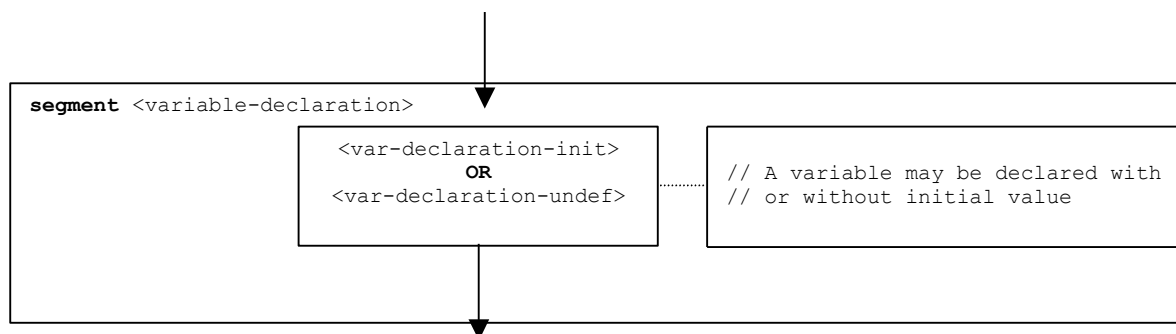 segment <variable-declaration>
<var-declaration-init>
OR
<var-declaration-undef>
// A variable may be declared with
// or without initial value